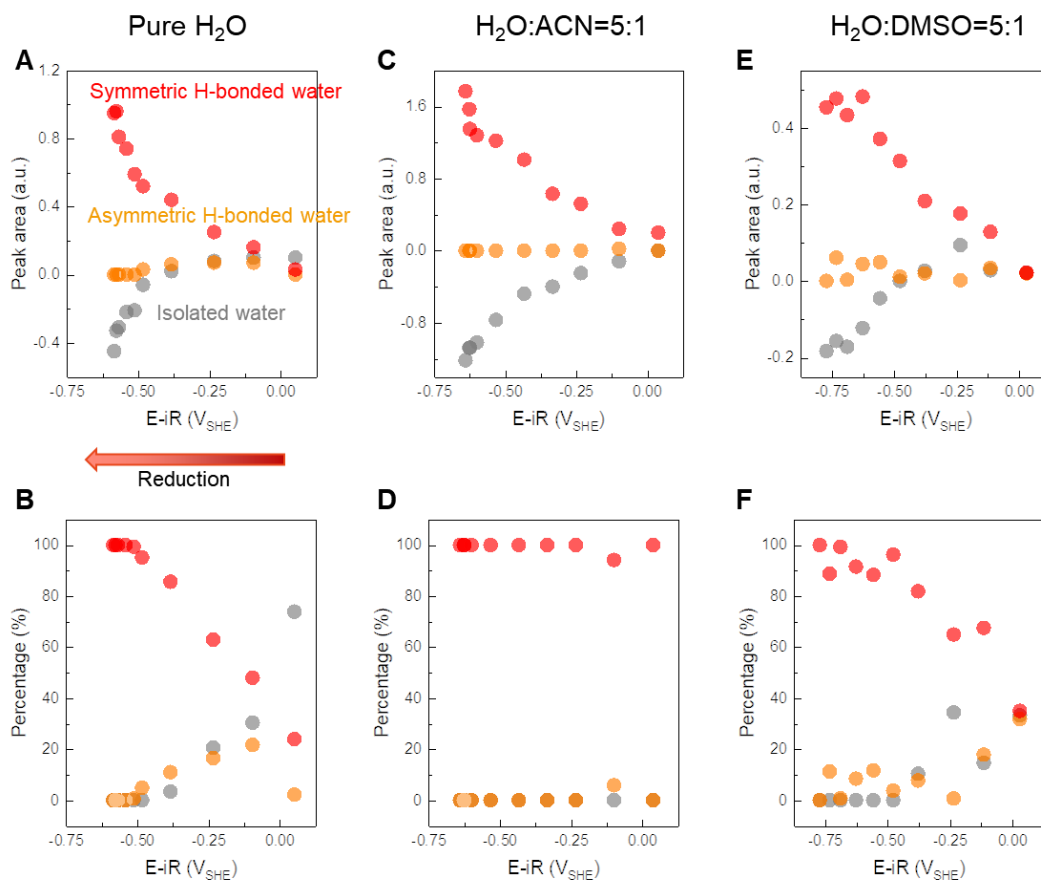 Pure H₂O
H₂O:ACN=5:1
H₂O:DMSO=5:1
A
Peak area (a.u.)
1.2
0.8
0.4
0.0
-0.4
Symmetric H-bonded water
Asymmetric H-bonded water
Isolated water
-0.75 -0.50 -0.25 0.00
E-iR (V_SHE)
C
Peak area (a.u.)
1.6
0.8
0.0
-0.8
-0.75 -0.50 -0.25 0.00
E-iR (V_SHE)
E
Peak area (a.u.)
0.4
0.2
0.0
-0.2
-0.75 -0.50 -0.25 0.00
E-iR (V_SHE)
Reduction
B
Percentage (%)
100
80
60
40
20
0
-0.75 -0.50 -0.25 0.00
E-iR (V_SHE)
D
Percentage (%)
100
80
60
40
20
0
-0.75 -0.50 -0.25 0.00
E-iR (V_SHE)
F
Percentage (%)
100
80
60
40
20
0
-0.75 -0.50 -0.25 0.00
E-iR (V_SHE)